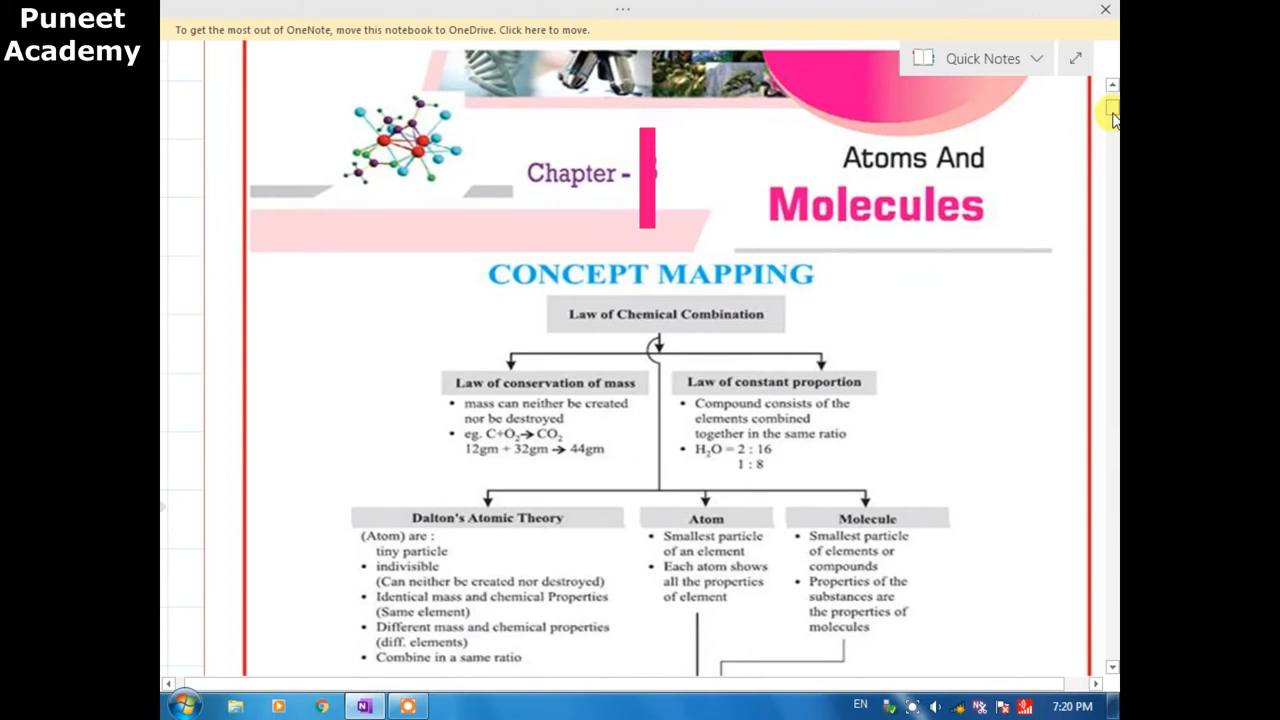 Puneet
Academy
To get the most out of OneNote, move this notebook to OneDrive. Click here to move.
Quick Notes
Chapter -
Atoms And
Molecules
CONCEPT MAPPING
Law of Chemical Combination
Law of conservation of mass
• mass can neither be created
nor be destroyed
• eg. C+O₂→CO₂
12gm + 32gm → 44gm
Law of constant proportion
• Compound consists of the
elements combined
together in the same ratio
• H₂O = 2 : 16
1 : 8
Dalton's Atomic Theory
(Atom) are :
tiny particle
• indivisible
(Can neither be created nor destroyed)
• Identical mass and chemical Properties
(Same element)
• Different mass and chemical properties
(diff. elements)
• Combine in a same ratio
Atom
• Smallest particle
of an element
• Each atom shows
all the properties
of element
Molecule
• Smallest particle
of elements or
compounds
• Properties of the
substances are
the properties of
molecules
EN
7:20 PM